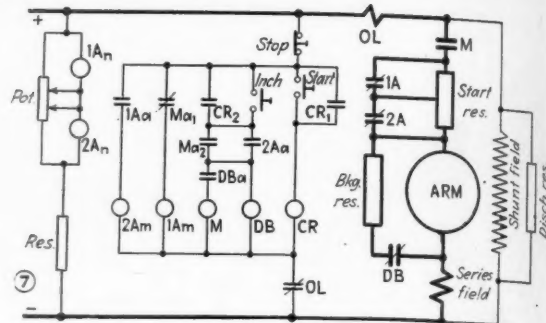 +
OL
Stop
M
1An
Inch
Start
1A
Start res.
Pot.
1Aa
Ma1
CR2
CR1
2A
2An
Ma2
2Aa
Shunt field
Disch res.
DBa
Bkg. res.
ARM
2Am
1Am
M
DB
CR
Res.
DB
Series field
7
OL
−